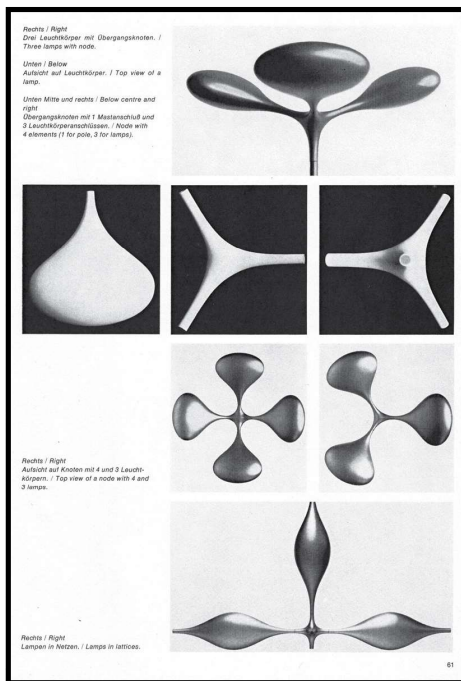 Rechts / Right
Drei Leuchtkörper mit Übergangsknoten. /
Three lamps with node.
Unten / Below
Aufsicht auf Leuchtkörper. / Top view of a
lamp.
Unten Mitte und rechts / Below centre and
right
Übergangsknoten mit 1 Mastanschluß und
3 Leuchtkörperanschlüssen. / Node with
4 elements (1 for pole, 3 for lamps).
Rechts / Right
Aufsicht auf Knoten mit 4 und 3 Leucht-
körpern. / Top view of a node with 4 and
3 lamps.
Rechts / Right
Lampen in Netzen. / Lamps in lattices.
61